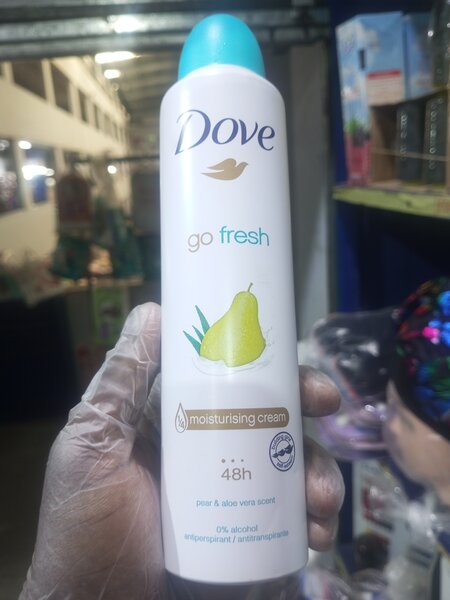 Dove
go fresh
¼ moisturising cream
48h
pear & aloe vera scent
0% alcohol
antiperspirant / antitranspirante